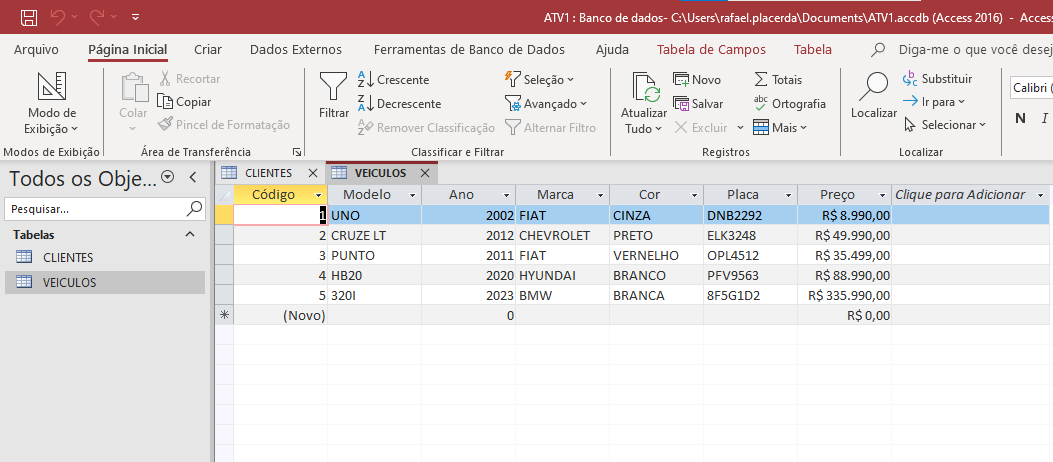 ATV1 : Banco de dados- C:\Users\rafael.placerda\Documents\ATV1.accdb (Access 2016) - Acces
Arquivo Página Inicial Criar Dados Externos Ferramentas de Banco de Dados Ajuda Tabela de Campos Tabela Diga-me o que você desej
Modo de Exibição
Modos de Exibição
Colar
Recortar
Copiar
Pincel de Formatação
Área de Transferência
Filtrar
Crescente
Decrescente
Remover Classificação
Seleção
Avançado
Alternar Filtro
Classificar e Filtrar
Atualizar Tudo
Novo
Salvar
Excluir
Totais
Ortografia
Mais
Registros
Localizar
Substituir
Ir para
Selecionar
Localizar
Calibri (
N I
Todos os Obje...
Pesquisar...
Tabelas
CLIENTES
VEICULOS
CLIENTES VEICULOS
Código Modelo Ano Marca Cor Placa Preço Clique para Adicionar
1 UNO 2002 FIAT CINZA DNB2292 R$ 8.990,00
2 CRUZE LT 2012 CHEVROLET PRETO ELK3248 R$ 49.990,00
3 PUNTO 2011 FIAT VERNELHO OPL4512 R$ 35.499,00
4 HB20 2020 HYUNDAI BRANCO PFV9563 R$ 88.990,00
5 320I 2023 BMW BRANCA 8F5G1D2 R$ 335.990,00
(Novo) 0 R$ 0,00